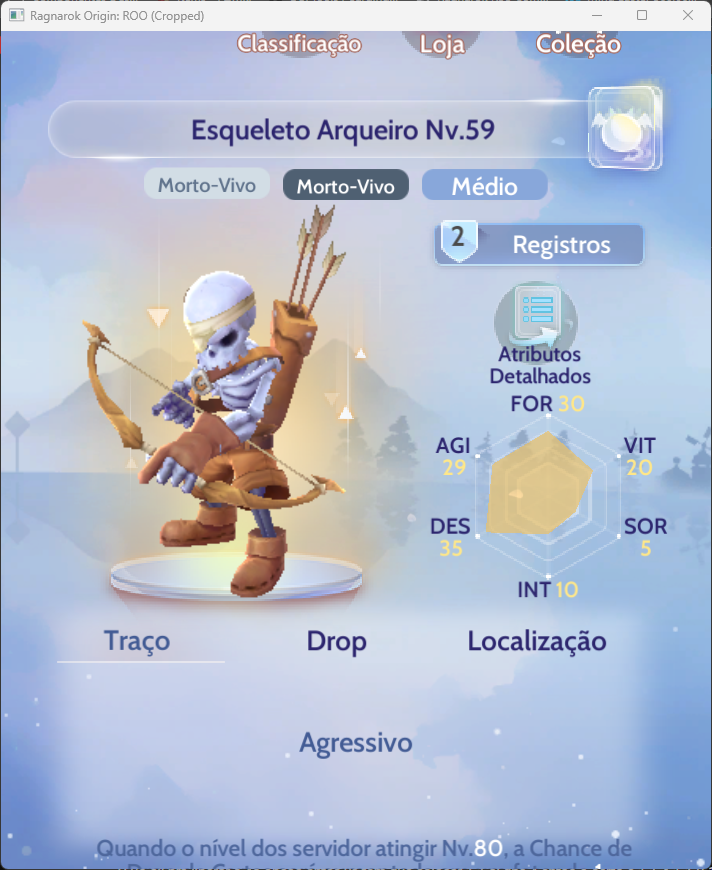 Ragnarok Origin: ROO (Cropped)
Classificação Loja Coleção
Esqueleto Arqueiro Nv.59
Morto-Vivo Morto-Vivo Médio
2 Registros
Atributos
Detalhados
FOR 30
AGI 29
VIT 20
DES 35
SOR 5
INT 10
Traço Drop Localização
Agressivo
Quando o nível dos servidor atingir Nv.80, a Chance de